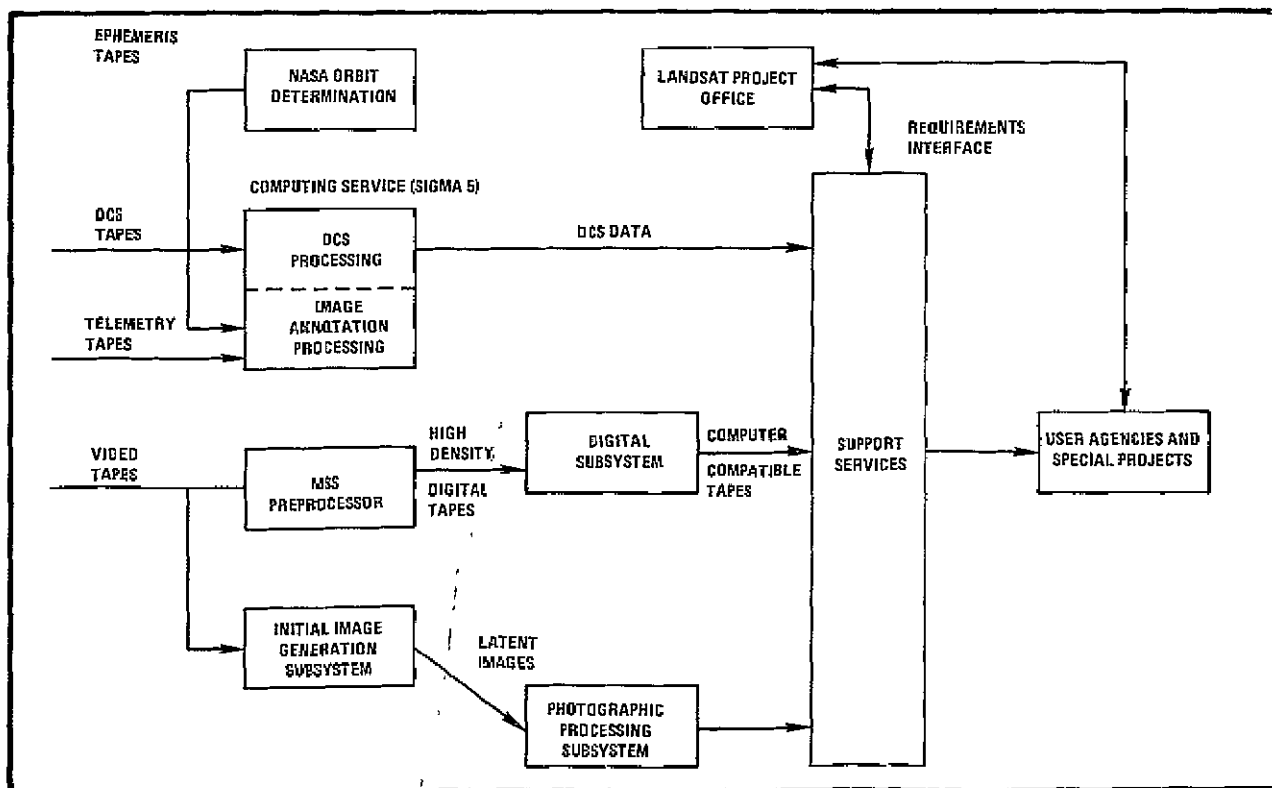 EPHEMERIS
TAPES
NASA ORBIT
DETERMINATION
LANDSAT PROJECT
OFFICE
REQUIREMENTS
INTERFACE
COMPUTING SERVICE (SIGMA 5)
DCS
TAPES
DCS
PROCESSING
DCS DATA
IMAGE
ANNOTATION
PROCESSING
TELEMETRY
TAPES
VIDEO
TAPES
MSS
PREPROCESSOR
HIGH
DENSITY
DIGITAL
TAPES
DIGITAL
SUBSYSTEM
COMPUTER
COMPATIBLE
TAPES
SUPPORT
SERVICES
USER AGENCIES AND
SPECIAL PROJECTS
INITIAL IMAGE
GENERATION
SUBSYSTEM
LATENT
IMAGES
PHOTOGRAPHIC
PROCESSING
SUBSYSTEM